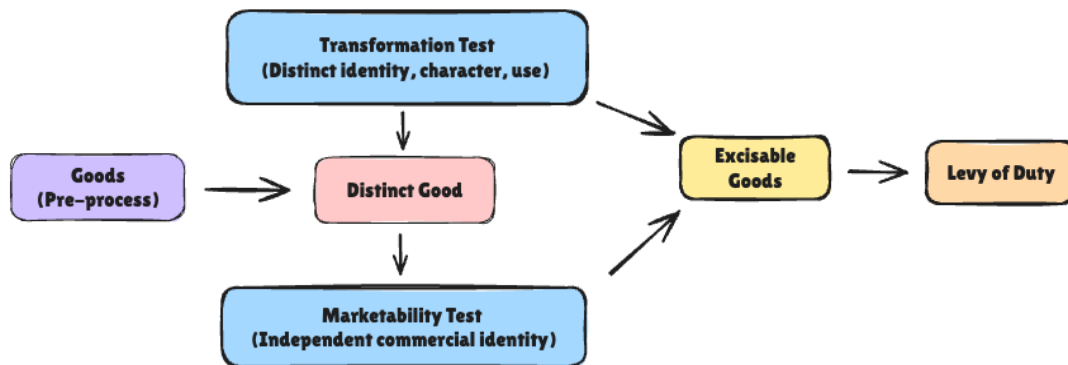 Transformation Test
(Distinct identity, character, use)
Goods
(Pre-process)
Distinct Good
Excisable
Goods
Levy of Duty
Marketability Test
(Independent commercial identity)